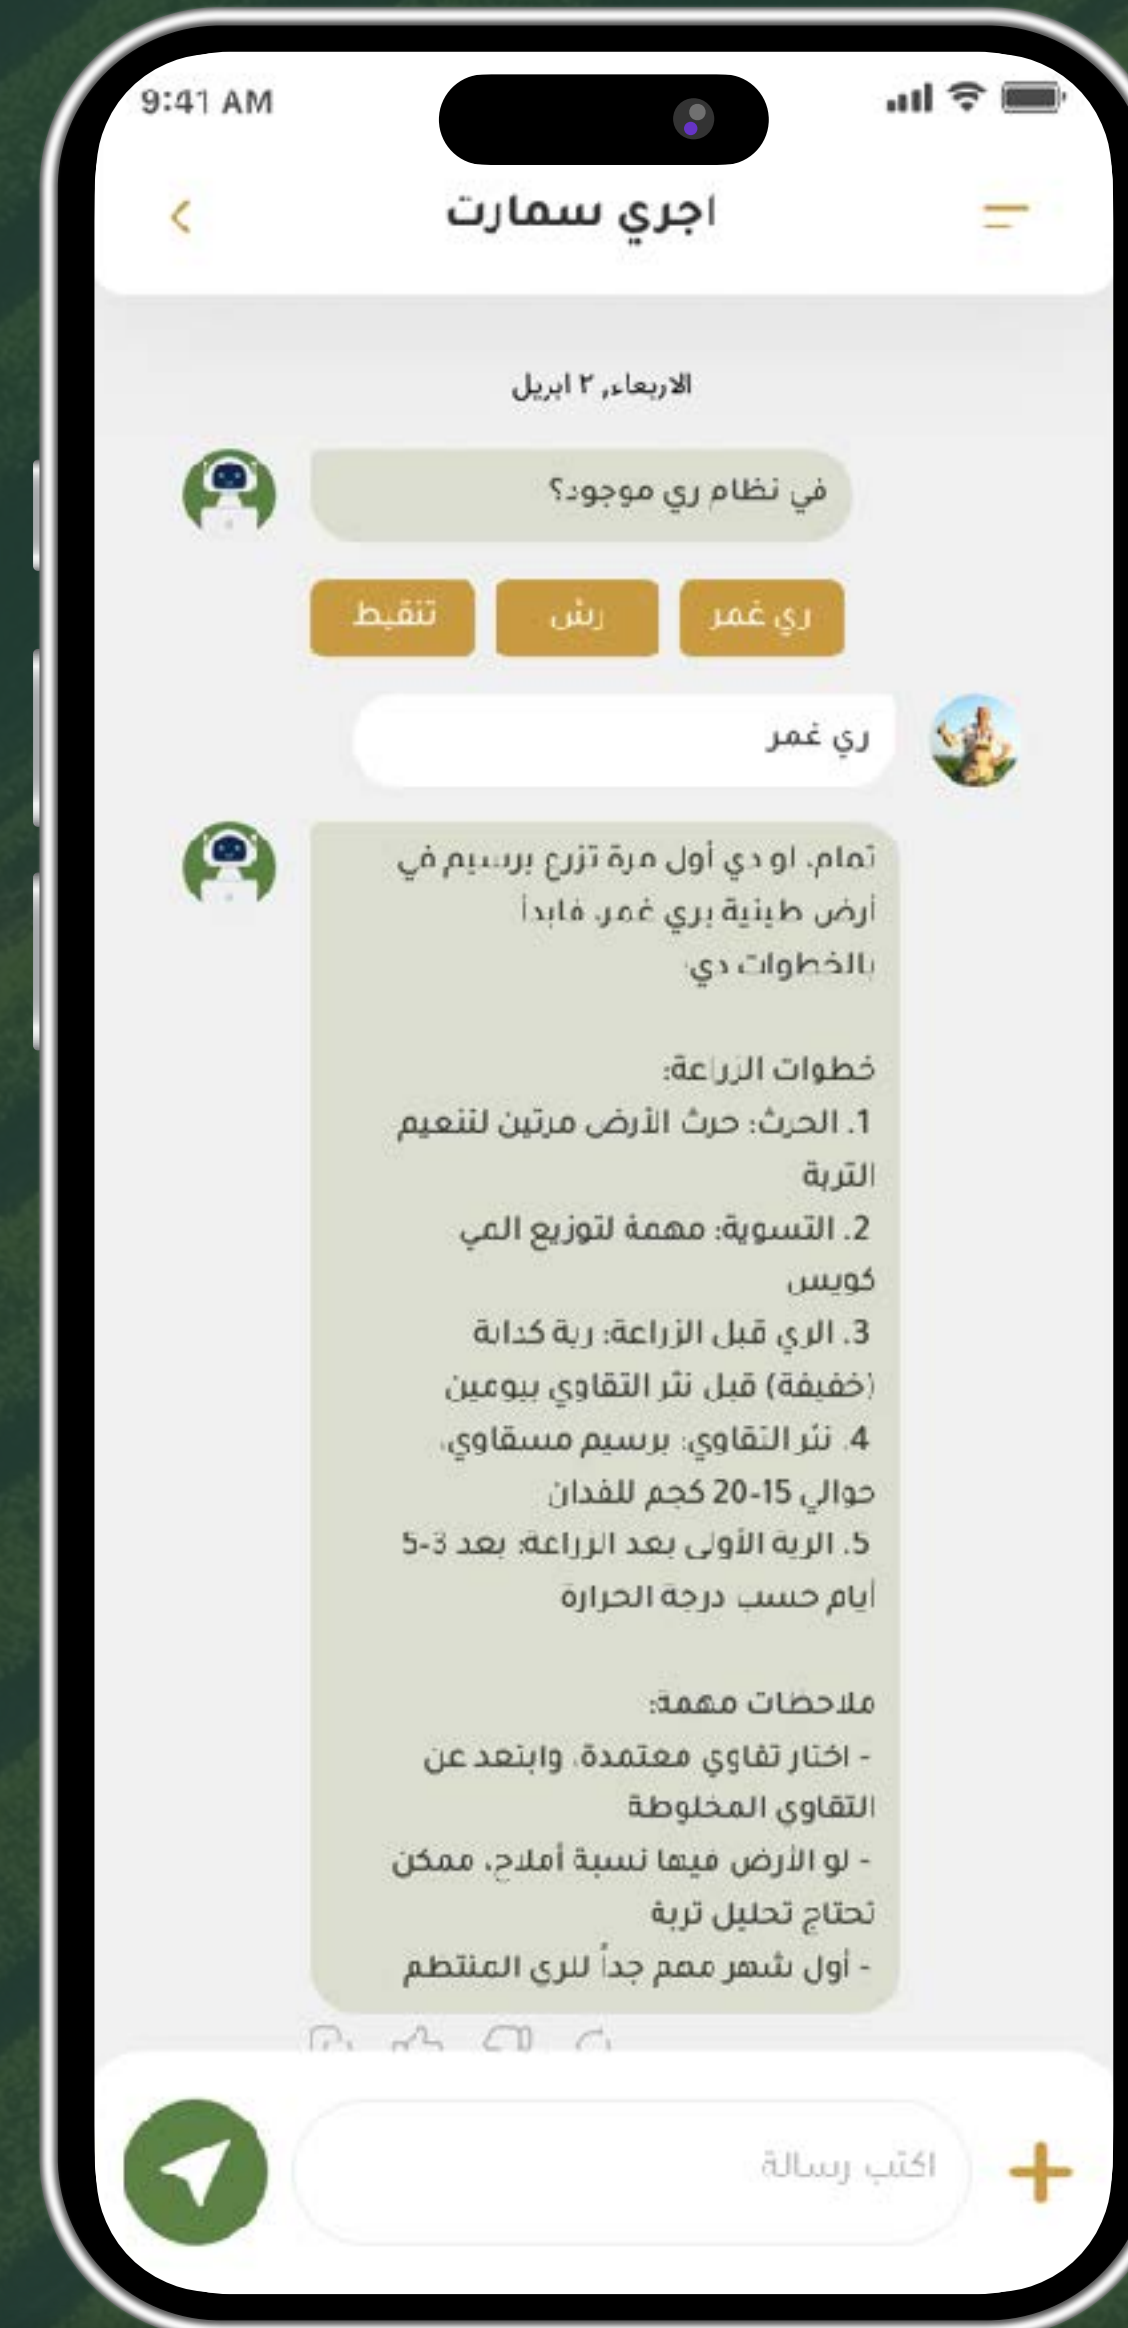 9:41 AM
اجري سمارت
الاربعاء, ٢ ابريل
في نظام ري موجود؟
ري غمر
رش
تنقيط
ري غمر
تمام، لو دي أول مرة تزرع برسيم في
أرض طينية بري غمر، فابدأ
بالخطوات دي:
خطوات الزراعة:
1. الحرث: حرث الأرض مرتين لتنعيم
التربة
2. التسوية: مهمة لتوزيع المي
كويس
3. الري قبل الزراعة: رية كدابة
(خفيفة) قبل نثر التقاوي بيومين
4. نثر التقاوي: برسيم مسقاوي،
حوالي 15-20 كجم للفدان
5. الرية الأولى بعد الزراعة: بعد 3-5
أيام حسب درجة الحرارة
ملاحظات مهمة:
- اختار تقاوي معتمدة، وابتعد عن
التقاوي المخلوطة
- لو الأرض فيها نسبة أملاح، ممكن
تحتاج تحليل تربة
- أول شهر مهم جداً للري المنتظم
اكتب رسالة